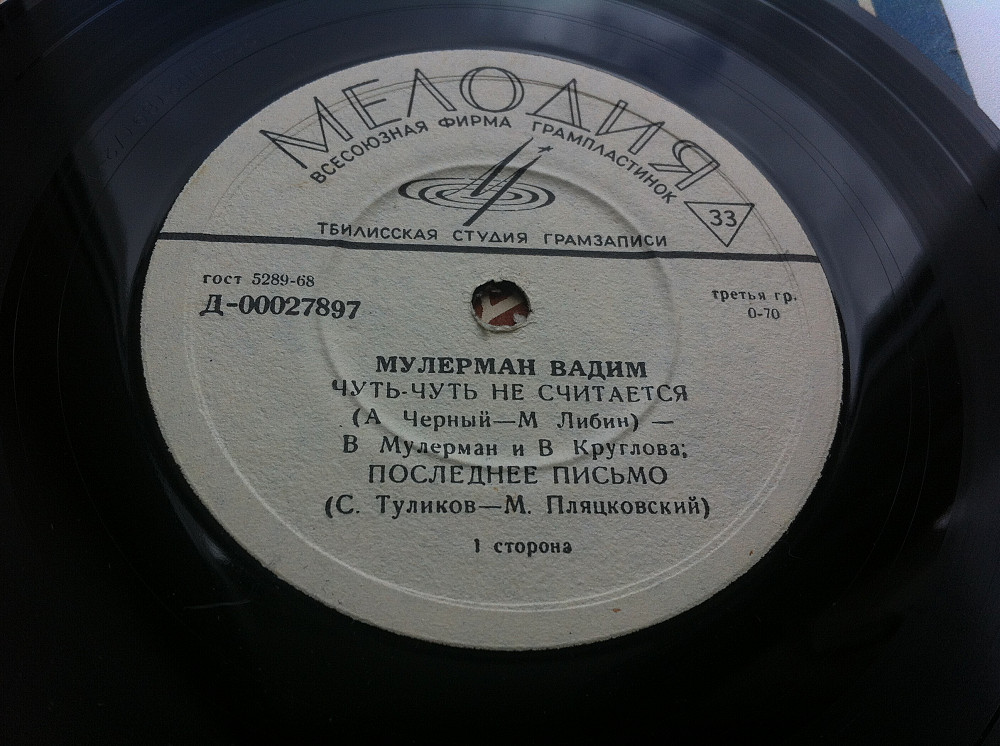 МЕЛОДИЯ
ВСЕСОЮЗНАЯ ФИРМА ГРАМПЛАСТИНОК
33
ТБИЛИССКАЯ СТУДИЯ ГРАМЗАПИСИ
гост 5289-68
Д-00027897
третья гр.
0-70
МУЛЕРМАН ВАДИМ
ЧУТЬ-ЧУТЬ НЕ СЧИТАЕТСЯ
(А Черный—М Либин) —
В Мулерман и В Круглова;
ПОСЛЕДНЕЕ ПИСЬМО
(С. Туликов—М. Пляцковский)
1 сторона